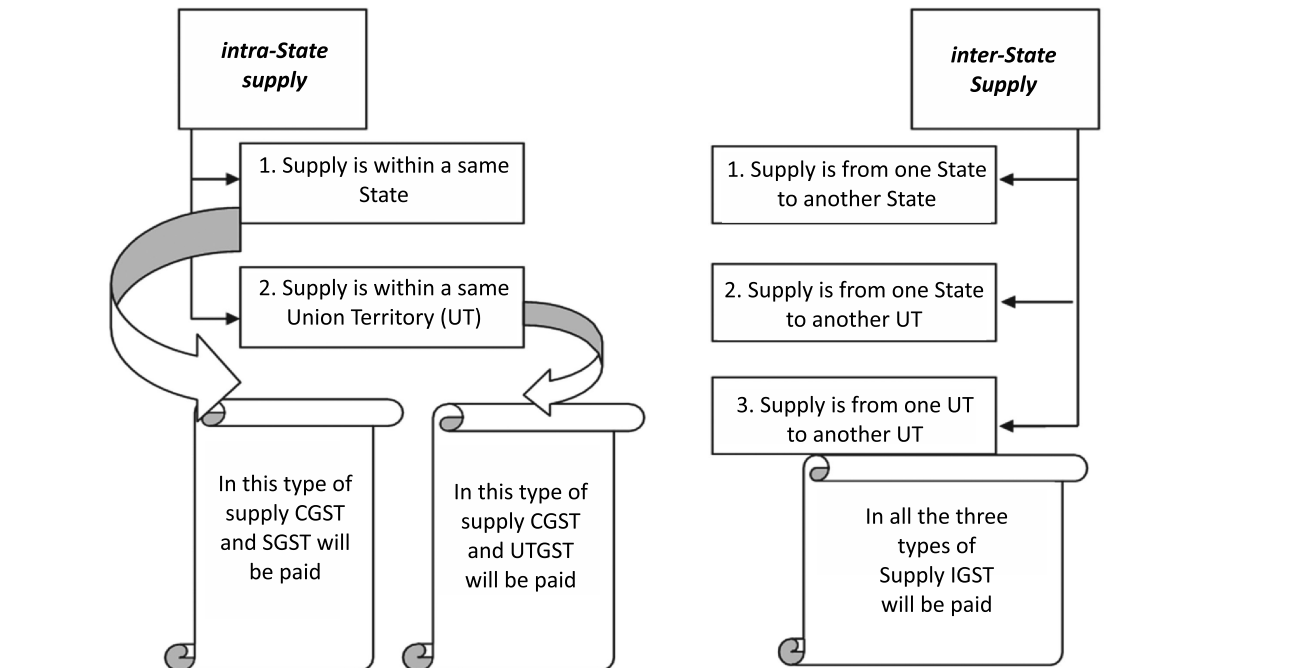 intra-State
supply
1. Supply is within a same
State
2. Supply is within a same
Union Territory (UT)
In this type of
supply CGST
and SGST will
be paid
In this type of
supply CGST
and UTGST
will be paid
inter-State
Supply
1. Supply is from one State
to another State
2. Supply is from one State
to another UT
3. Supply is from one UT
to another UT
In all the three
types of
Supply IGST
will be paid